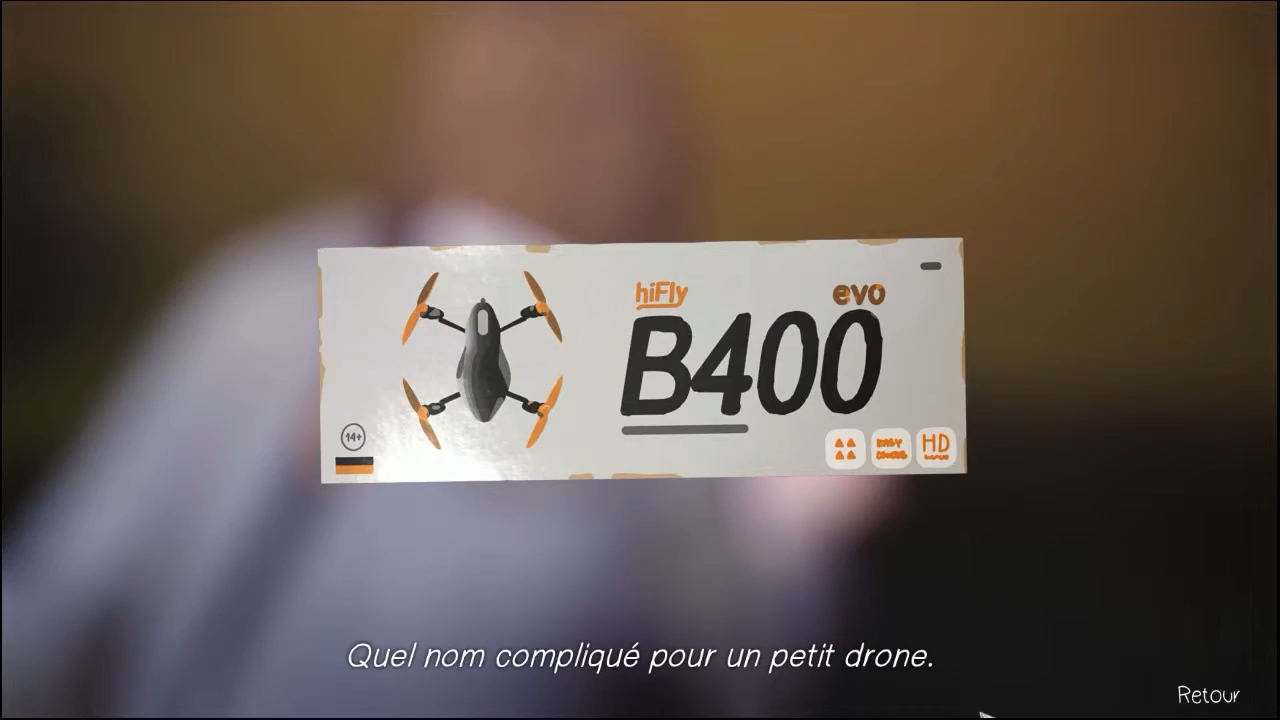 hiFly
evo
B400
14+
HD
Quel nom compliqué pour un petit drone.
Retour